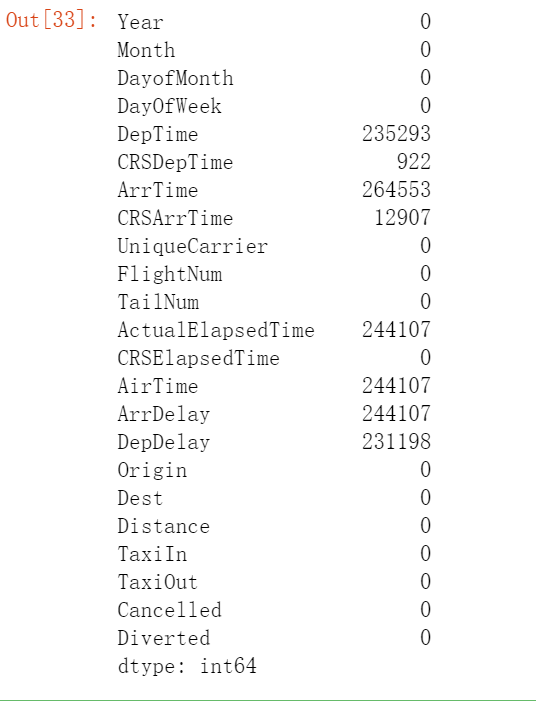 Out[33]: Year 0
Month 0
DayofMonth 0
DayOfWeek 0
DepTime 235293
CRSDepTime 922
ArrTime 264553
CRSArrTime 12907
UniqueCarrier 0
FlightNum 0
TailNum 0
ActualElapsedTime 244107
CRSElapsedTime 0
AirTime 244107
ArrDelay 244107
DepDelay 231198
Origin 0
Dest 0
Distance 0
TaxiIn 0
TaxiOut 0
Cancelled 0
Diverted 0
dtype: int64